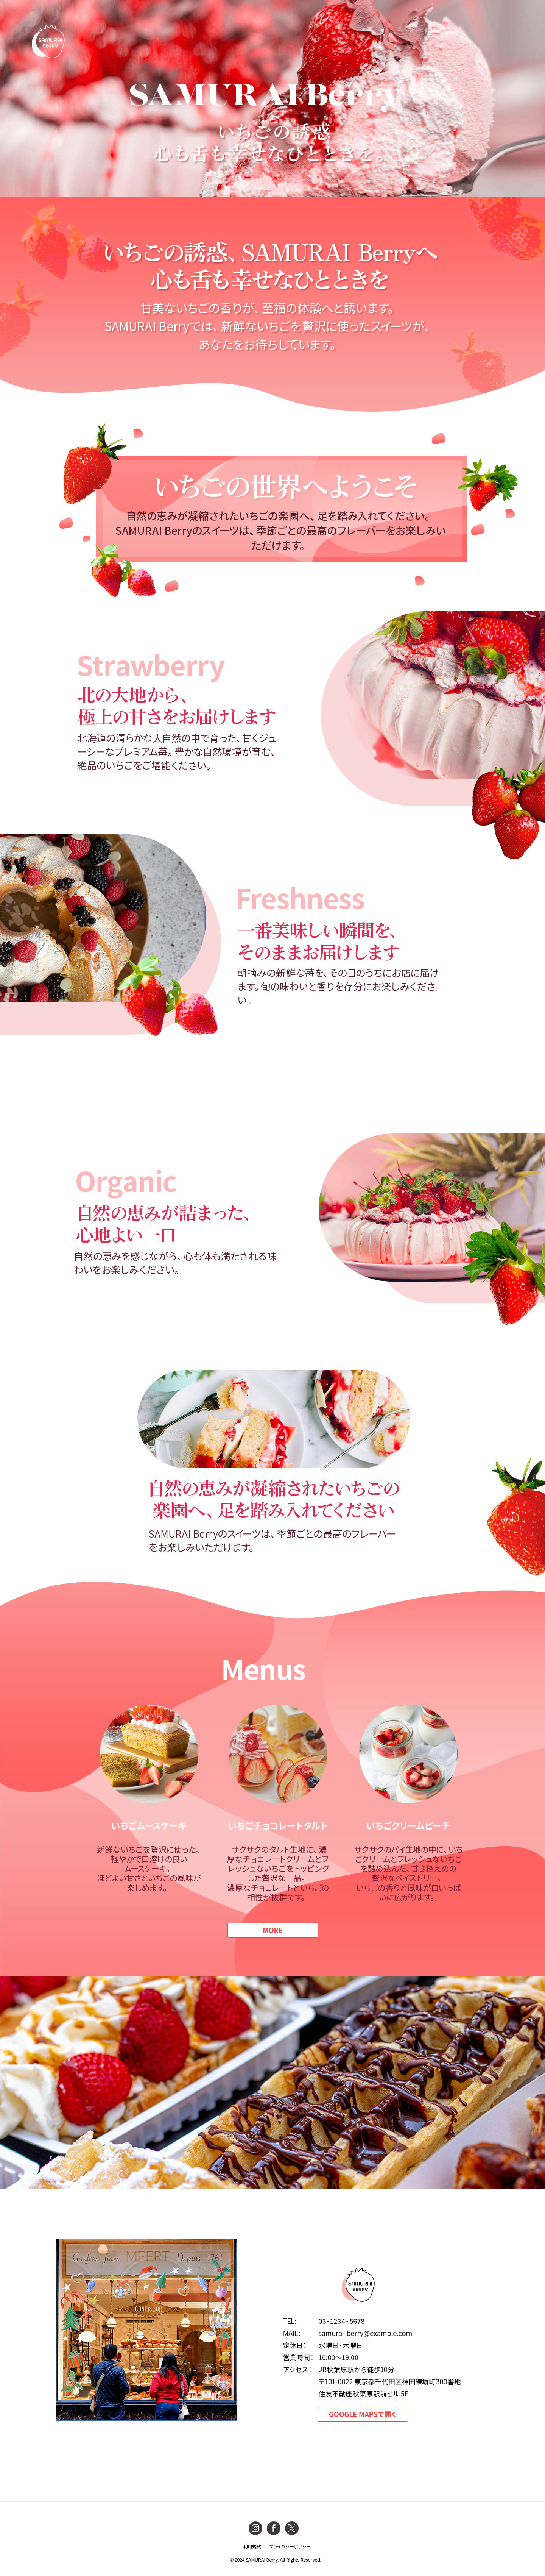 SAMURAI
BERRY
SAMURAI Berry
いちごの誘惑
心も舌も幸せなひとときを。
いちごの誘惑、SAMURAI Berryへ
心も舌も幸せなひとときを
甘美ないちごの香りが、至福の体験へと誘います。
SAMURAI Berryでは、新鮮ないちごを贅沢に使ったスイーツが、
あなたをお待ちしています。
いちごの世界へようこそ
自然の恵みが凝縮されたいちごの楽園へ、足を踏み入れてください。
SAMURAI Berryのスイーツは、季節ごとの最高のフレーバーをお楽しみい
ただけます。
Strawberry
北の大地から、
極上の甘さをお届けします
北海道の清らかな大自然の中で育った、甘くジュ
ーシーなプレミアム苺。豊かな自然環境が育む、
絶品のいちごをご堪能ください。
Freshness
一番美味しい瞬間を、
そのままお届けします
朝摘みの新鮮な苺を、その日のうちにお店に届け
ます。旬の味わいと香りを存分にお楽しみくださ
い。
Organic
自然の恵みが詰まった、
心地よい一口
自然の恵みを感じながら、心も体も満たされる味
わいをお楽しみください。
自然の恵みが凝縮されたいちごの
楽園へ、足を踏み入れてください
SAMURAI Berryのスイーツは、季節ごとの最高のフレーバー
をお楽しみいただけます。
Menus
いちごムースケーキ
新鮮ないちごを贅沢に使った、
軽やかで口溶けの良い
ムースケーキ。
ほどよい甘さといちごの風味が
楽しめます。
いちごチョコレートタルト
サクサクのタルト生地に、濃
厚なチョコレートクリームとフ
レッシュないちごをトッピング
した贅沢な一品。
濃厚なチョコレートといちごの
相性が抜群です。
いちごクリームピーチ
サクサクのパイ生地の中に、いち
ごクリームとフレッシュないちご
を詰め込んだ、甘さ控えめの
贅沢なペイストリー。
いちごの香りと風味が口いっぱ
いに広がります。
MORE
Gaufres fines MEERT Depuis 1761
CONFISEUR
SAMURAI
BERRY
TEL: 03-1234-5678
MAIL: samurai-berry@example.com
定休日： 水曜日・木曜日
営業時間： 10:00〜19:00
アクセス： JR秋葉原駅から徒歩10分
〒101-0022 東京都千代田区神田練塀町300番地
住友不動産秋菜原駅前ビル 5F
GOOGLE MAPSで開く
利用規約 プライバシーポリシー
© 2024 SAMURAI Berry. All Rights Reserved.